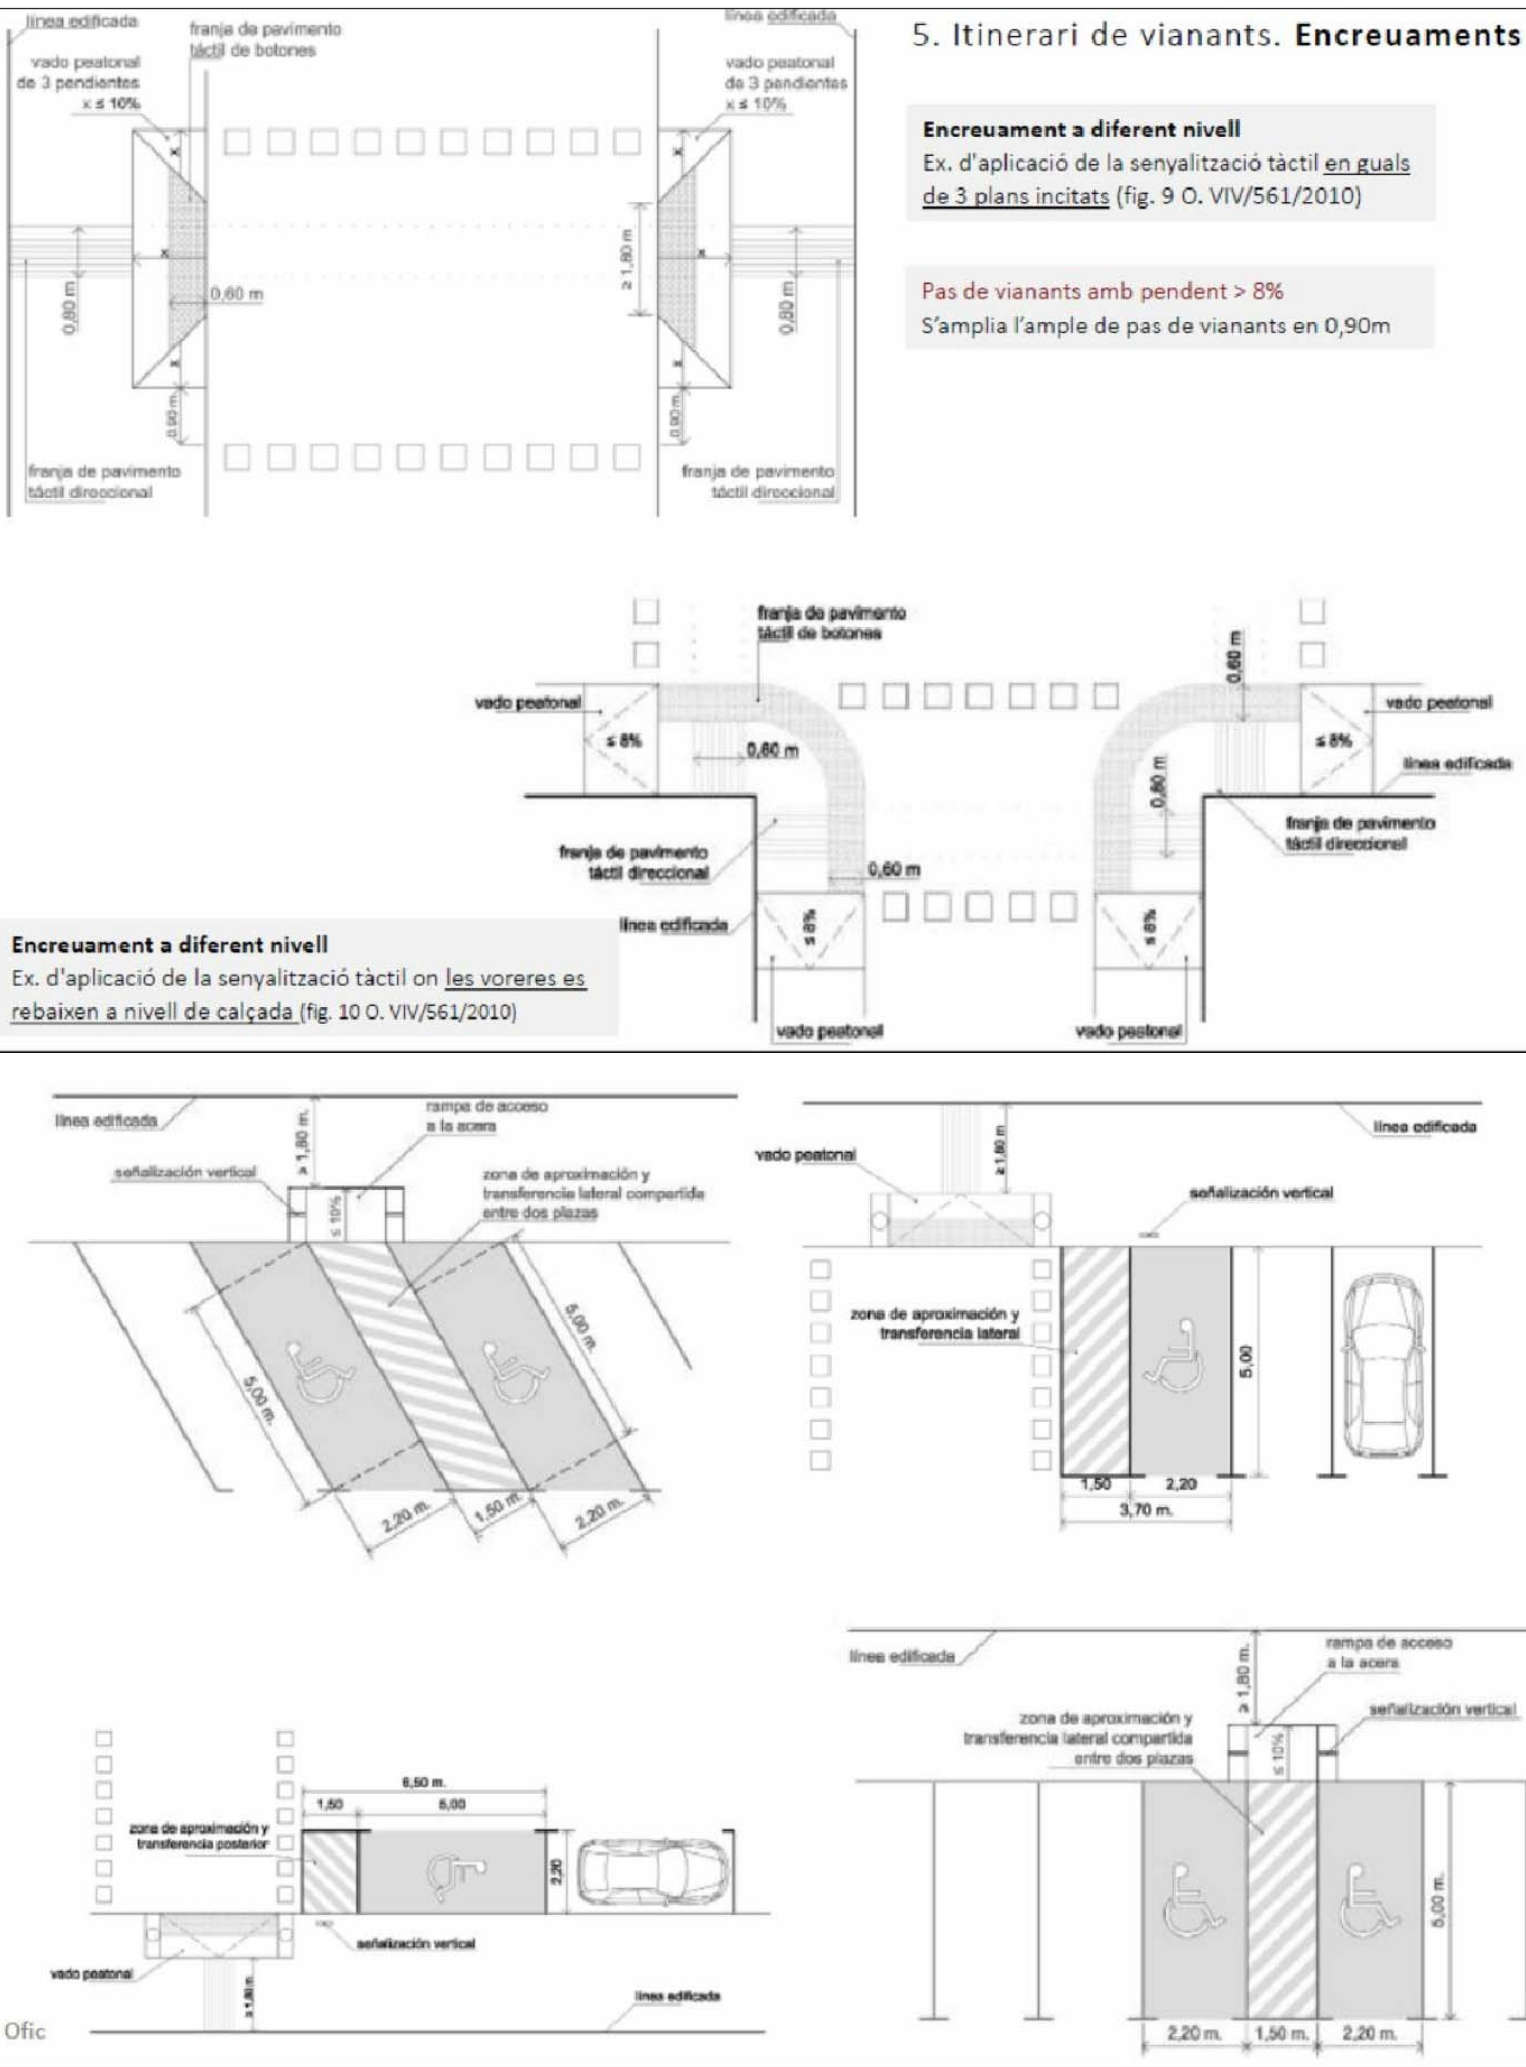 línea edificada
franja de pavimento
táctil de botones
vado peatonal
de 3 pendientes
x ≤ 10%
x
x
x
0,80 m
0,60 m
0,90 m.
franja de pavimento
táctil direccional
línea edificada
vado peatonal
de 3 pendientes
x ≤ 10%
x
x
x
≥ 1,80 m
0,80 m
0,90 m.
franja de pavimento
táctil direccional
5. Itinerari de vianants. Encreuaments
Encreuament a diferent nivell
Ex. d'aplicació de la senyalització tàctil en guals
de 3 plans incitats (fig. 9 O. VIV/561/2010)
Pas de vianants amb pendent > 8%
S'amplia l'ample de pas de vianants en 0,90m
franja de pavimento
táctil de botones
vado peatonal
≤ 8%
0,80 m
franja de pavimento
táctil direccional
0,60 m
línea edificada
≤ 8%
vado peatonal
0,60 m
vado peatonal
≤ 8%
línea edificada
0,80 m
franja de pavimento
táctil direccional
≤ 8%
vado peatonal
Encreuament a diferent nivell
Ex. d'aplicació de la senyalització tàctil on les voreres es
rebaixen a nivell de calçada (fig. 10 O. VIV/561/2010)
línea edificada
≥ 1,80 m.
rampa de acceso
a la acera
señalización vertical
≤ 10%
zona de aproximación y
transferencia lateral compartida
entre dos plazas
5,00 m.
5,00 m.
2,20 m.
1,50 m.
2,20 m.
línea edificada
≥ 1,80 m
vado peatonal
señalización vertical
zona de aproximación y
transferencia lateral
5,00
1,50
2,20
3,70 m.
6,50 m.
1,50
5,00
zona de aproximación y
transferencia posterior
2,20
señalización vertical
vado peatonal
≥ 1,80 m
línea edificada
Ofic
línea edificada
≥ 1,80 m.
rampa de acceso
a la acera
zona de aproximación y
transferencia lateral compartida
entre dos plazas
señalización vertical
≤ 10%
5,00 m.
2,20 m.
1,50 m.
2,20 m.